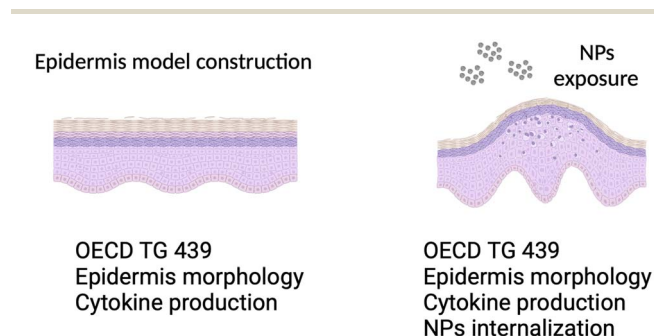 Epidermis model construction
NPs
exposure
OECD TG 439
Epidermis morphology
Cytokine production
OECD TG 439
Epidermis morphology
Cytokine production
NPs internalization